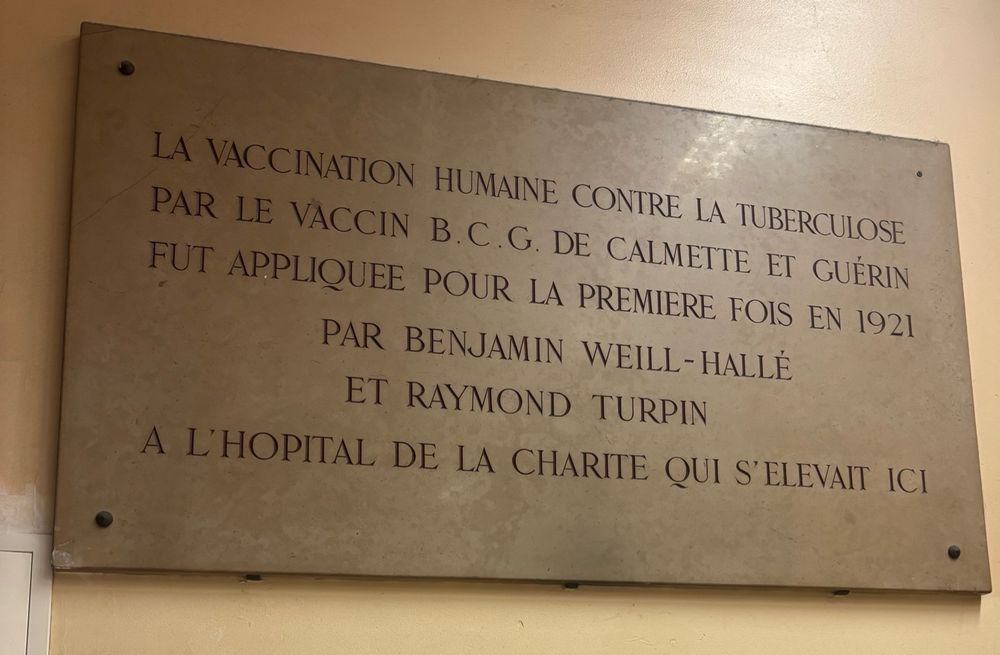 LA VACCINATION HUMAINE CONTRE LA TUBERCULOSE
PAR LE VACCIN B.C.G. DE CALMETTE ET GUÉRIN
FUT APPLIQUEE POUR LA PREMIERE FOIS EN 1921
PAR BENJAMIN WEILL-HALLÉ
ET RAYMOND TURPIN
A L'HOPITAL DE LA CHARITE QUI S'ELEVAIT ICI